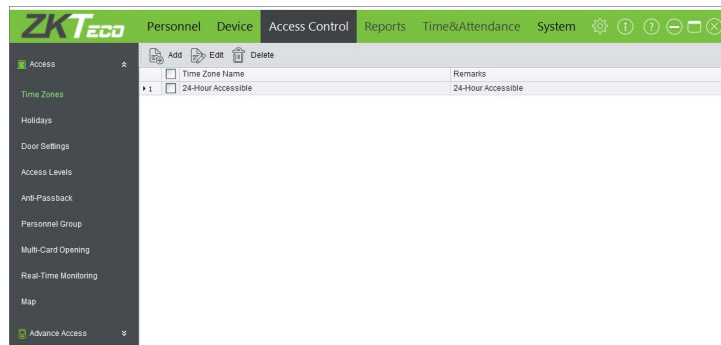 ZKTeco Personnel Device Access Control Reports Time&Attendance System
Access
Add Edit Delete
Time Zone Name Remarks
1 24-Hour Accessible 24-Hour Accessible
Time Zones
Holidays
Door Settings
Access Levels
Anti-Passback
Personnel Group
Multi-Card Opening
Real-Time Monitoring
Map
Advance Access